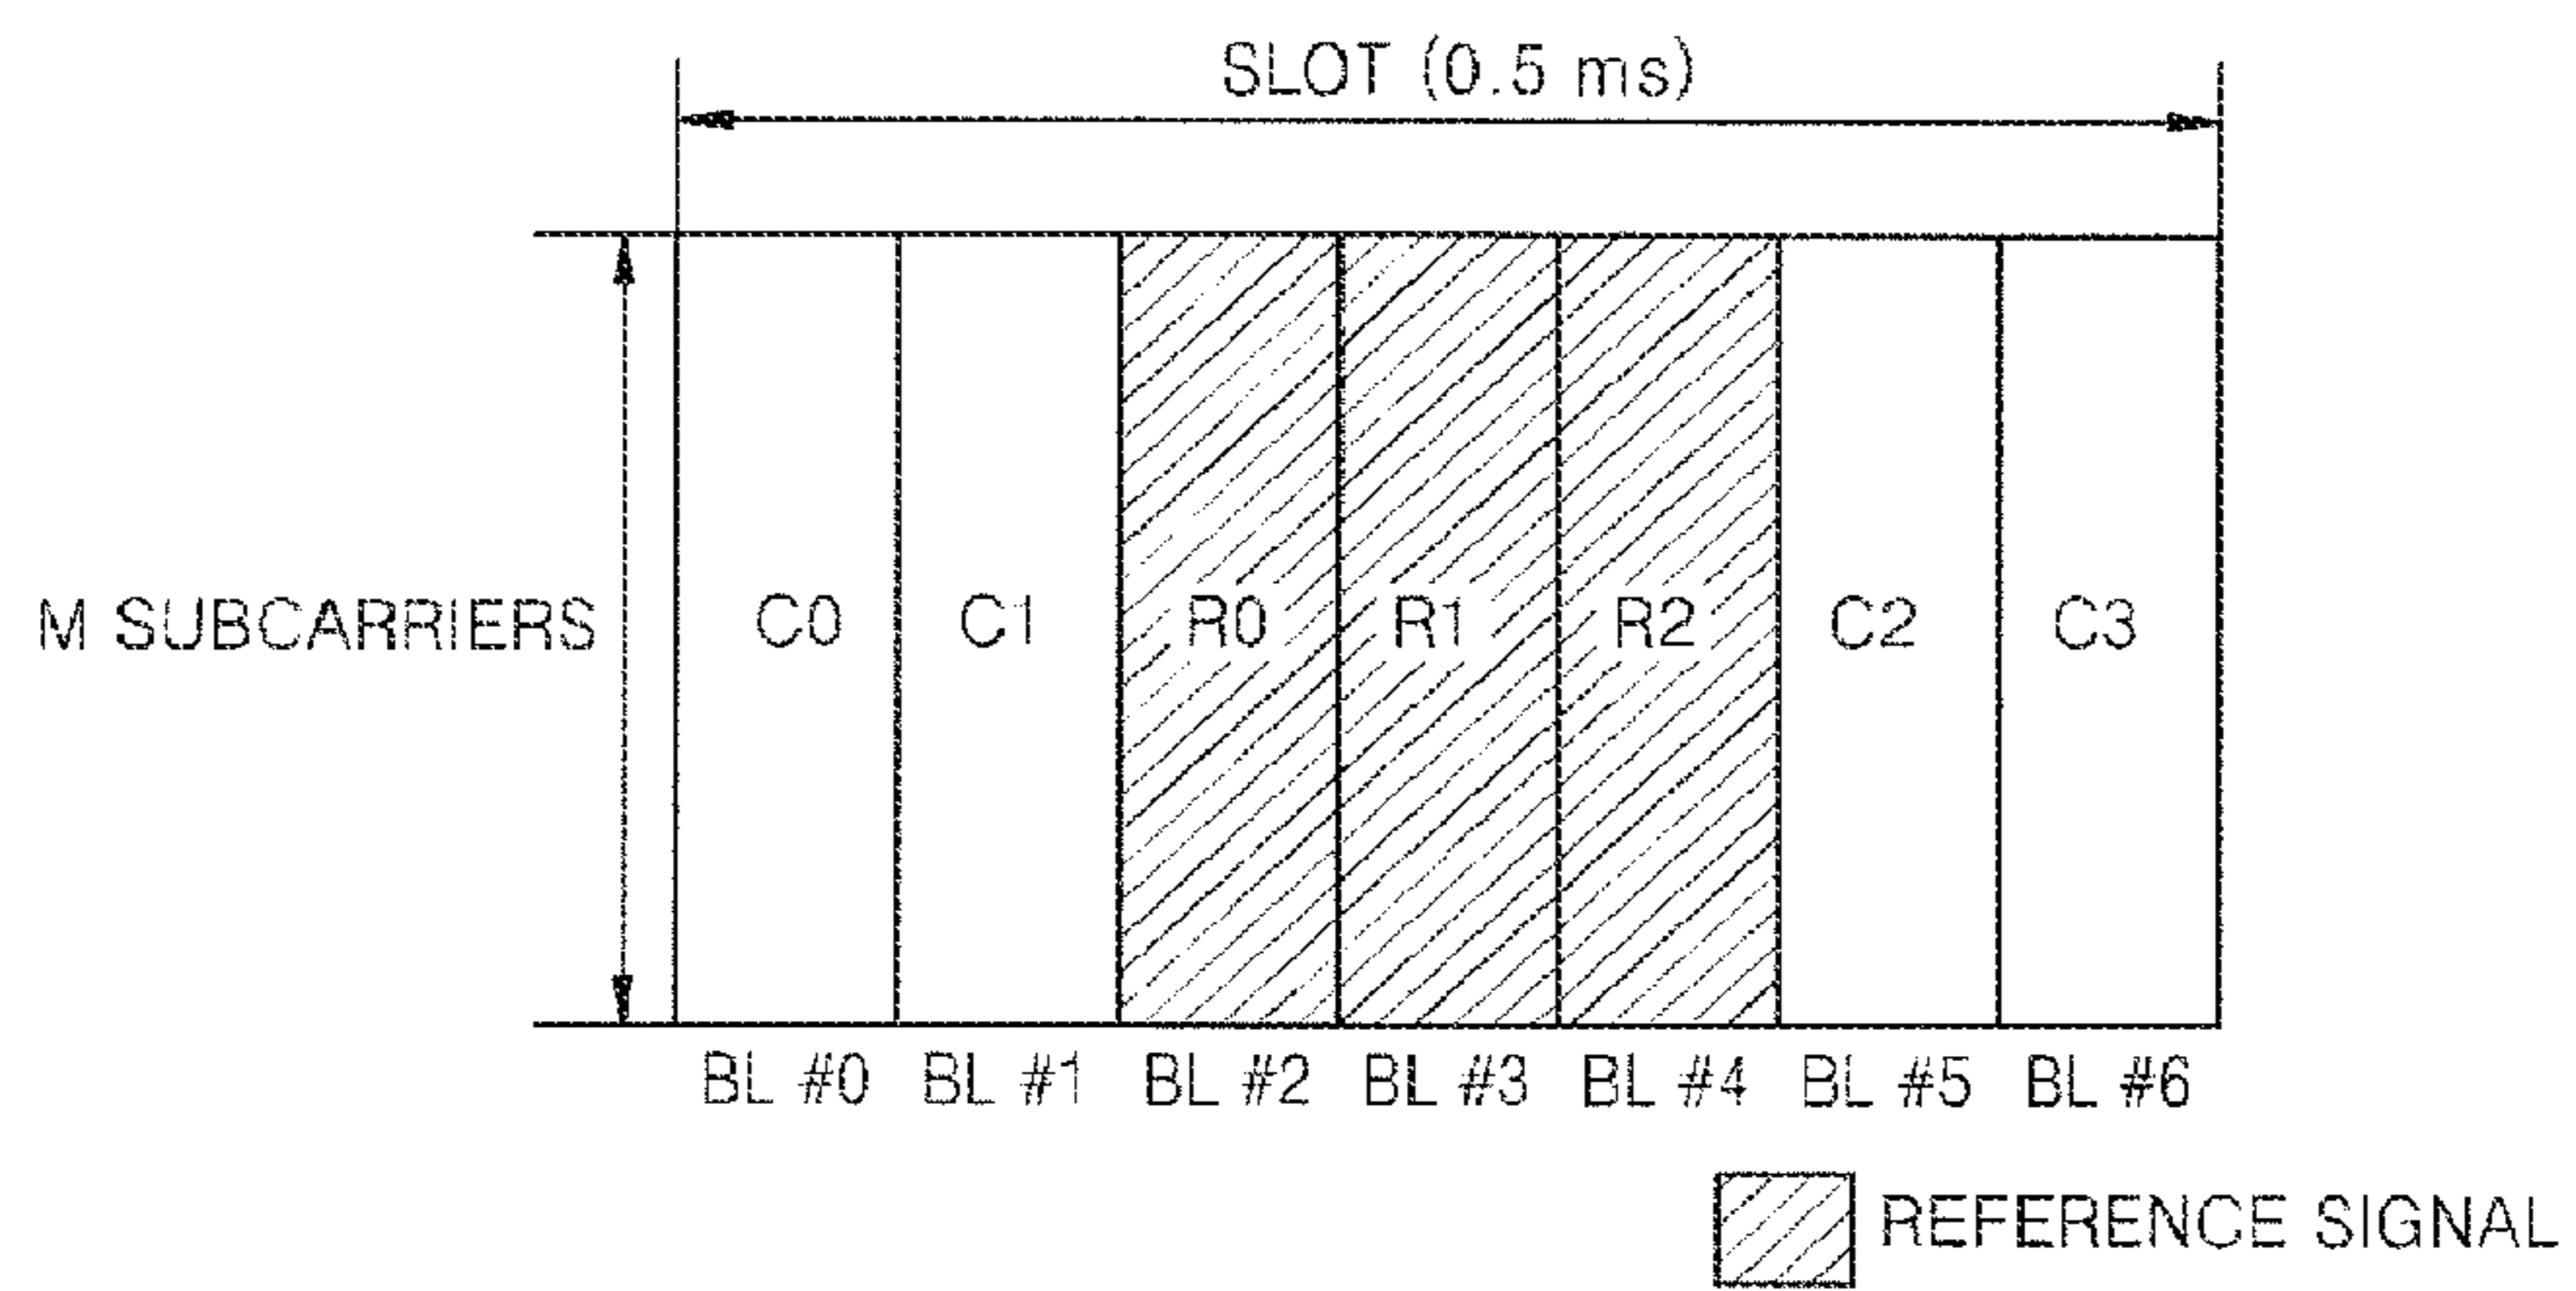 SLOT (0.5 ms)
M SUBCARRIERS C0 C1 R0 R1 R2 C2 C3
BL #0 BL #1 BL #2 BL #3 BL #4 BL #5 BL #6
REFERENCE SIGNAL